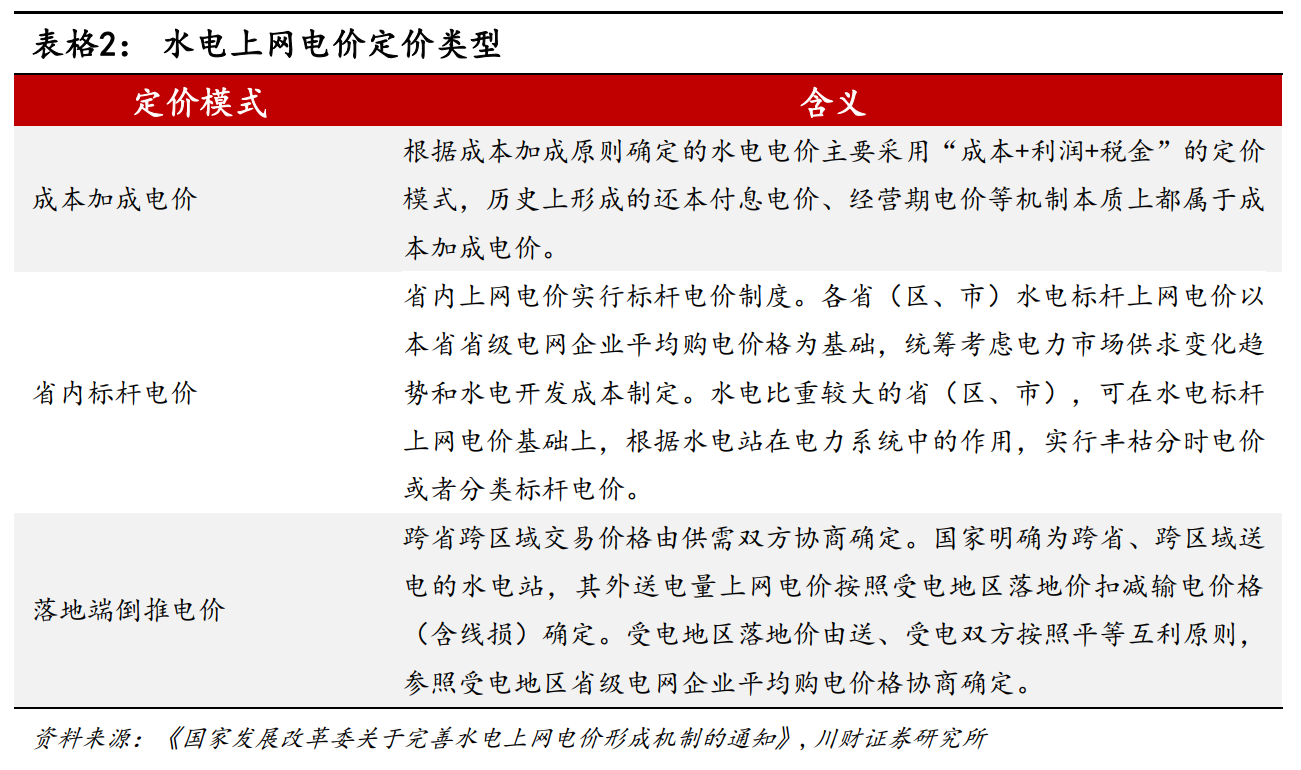 表格2： 水电上网电价定价类型
定价模式 含义
成本加成电价
根据成本加成原则确定的水电电价主要采用“成本+利润+税金”的定价
模式，历史上形成的还本付息电价、经营期电价等机制本质上都属于成
本加成电价。
省内标杆电价
省内上网电价实行标杆电价制度。各省（区、市）水电标杆上网电价以
本省省级电网企业平均购电价格为基础，统筹考虑电力市场供求变化趋
势和水电开发成本制定。水电比重较大的省（区、市），可在水电标杆
上网电价基础上，根据水电站在电力系统中的作用，实行丰枯分时电价
或者分类标杆电价。
落地端倒推电价
跨省跨区域交易价格由供需双方协商确定。国家明确为跨省、跨区域送
电的水电站，其外送电量上网电价按照受电地区落地价扣减输电价格
（含线损）确定。受电地区落地价由送、受电双方按照平等互利原则，
参照受电地区省级电网企业平均购电价格协商确定。
资料来源：《国家发展改革委关于完善水电上网电价形成机制的通知》, 川财证券研究所